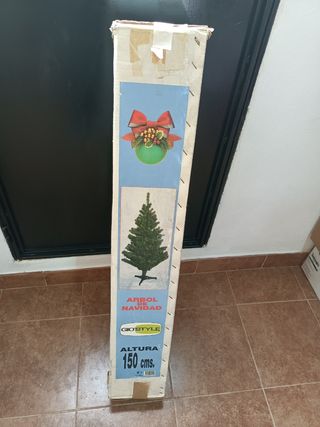 ARBOL
DE
NAVIDAD
GIOSTYLE
ALTURA
150 cms.